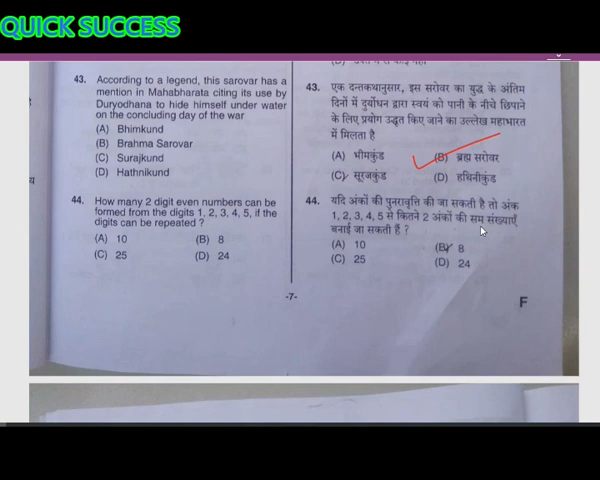 QUICK SUCCESS
43. According to a legend, this sarovar has a
mention in Mahabharata citing its use by
Duryodhana to hide himself under water
on the concluding day of the war
(A) Bhimkund
(B) Brahma Sarovar
(C) Surajkund
(D) Hathnikund
44. How many 2 digit even numbers can be
formed from the digits 1, 2, 3, 4, 5, if the
digits can be repeated ?
(A) 10 (B) 8
(C) 25 (D) 24
43. एक दन्तकथानुसार, इस सरोवर का युद्ध के अंतिम
दिनों में दुर्योधन द्वारा स्वयं को पानी के नीचे छिपाने
के लिए प्रयोग उद्धृत किए जाने का उल्लेख महाभारत
में मिलता है
(A) भीमकुंड (B) ब्रह्म सरोवर
(C) सूरजकुंड (D) हथिनीकुंड
44. यदि अंकों की पुनरावृत्ति की जा सकती है तो अंक
1, 2, 3, 4, 5 से कितने 2 अंकों की सम संख्याएँ
बनाई जा सकती हैं ?
(A) 10 (B) 8
(C) 25 (D) 24
-7-
F